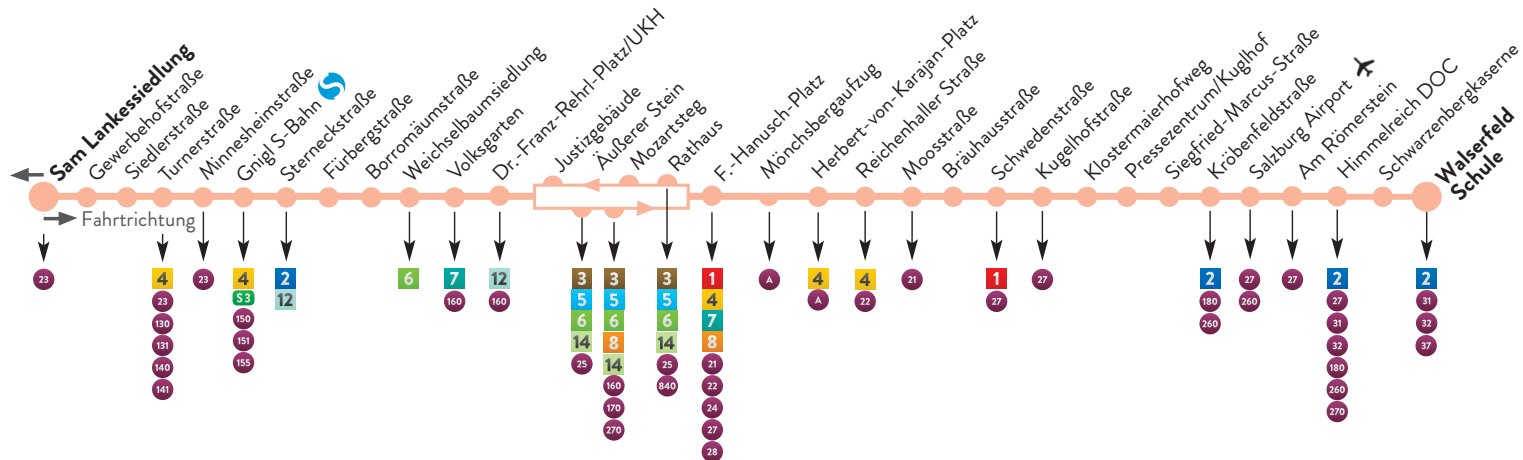 Sam Lankessiedlung
Gewerbehofstraße
Siedlerstraße
Turnerstraße
Minnesheimstraße
Gnigl S-Bahn
Sterneckstraße
Fürbergstraße
Borromäumstraße
Weichselbaumsiedlung
Volksgarten
Dr.-Franz-Rehrl-Platz/UKH
Justizgebäude
Äußerer Stein
Mozartsteg
Rathaus
F.-Hanusch-Platz
Mönchsbergaufzug
Herbert-von-Karajan-Platz
Reichenhaller Straße
Moosstraße
Bräuhausstraße
Schwedenstraße
Kugelhofstraße
Klostermaierhofweg
Pressezentrum/Kuglhof
Siegfried-Marcus-Straße
Kröbenfeldstraße
Salzburg Airport
Am Römerstein
Himmelreich DOC
Schwarzenbergkaserne
Walserfeld
Schule
Fahrtrichtung
23
4
23
130
131
140
141
23
4
S3
150
151
155
2
12
6
7
160
12
160
3
5
6
14
25
3
5
6
8
14
160
170
270
3
5
6
14
25
840
1
4
7
8
21
22
24
27
28
A
4
A
4
22
21
1
27
27
2
180
260
27
260
27
2
27
31
32
180
260
270
2
31
32
37